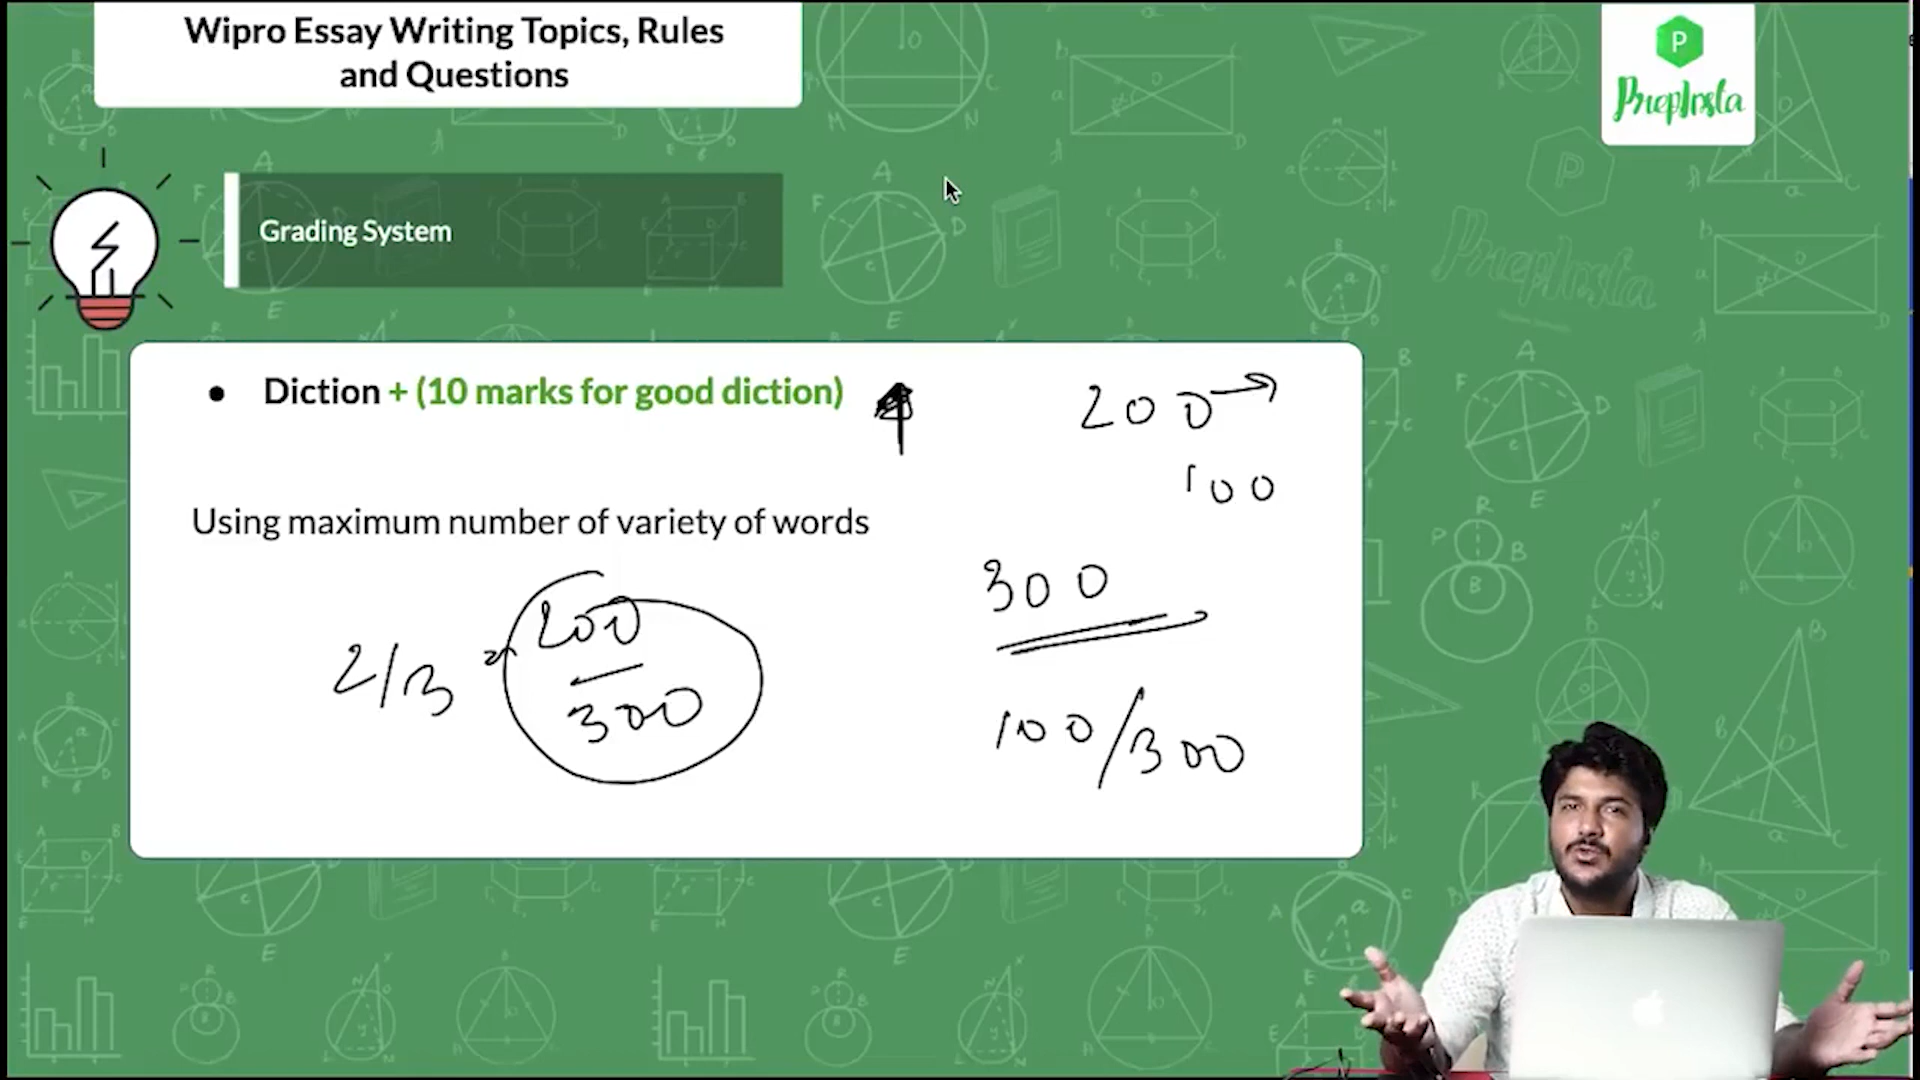 Wipro Essay Writing Topics, Rules
and Questions
P
PrepInsta
Grading System
• Diction + (10 marks for good diction)
200
100
Using maximum number of variety of words
300
2/3 = 200
300
100/300